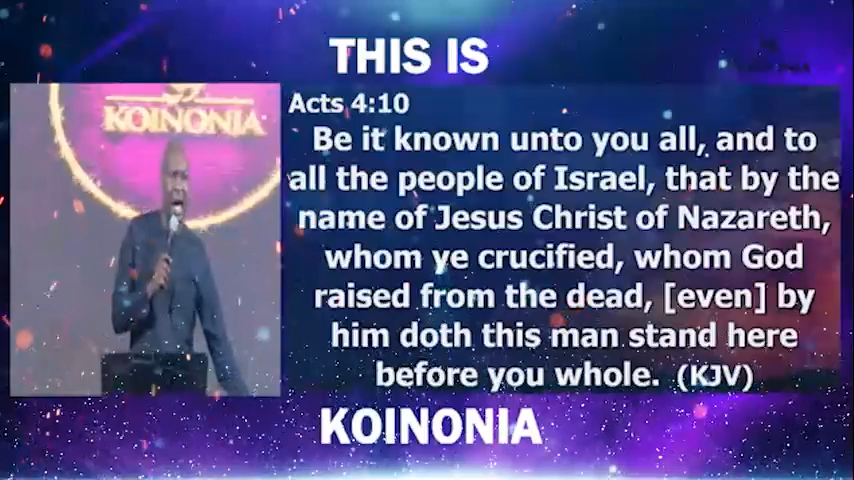 THIS IS
KOINONIA
Acts 4:10
Be it known unto you all, and to
all the people of Israel, that by the
name of Jesus Christ of Nazareth,
whom ye crucified, whom God
raised from the dead, [even] by
him doth this man stand here
before you whole. (KJV)
KOINONIA